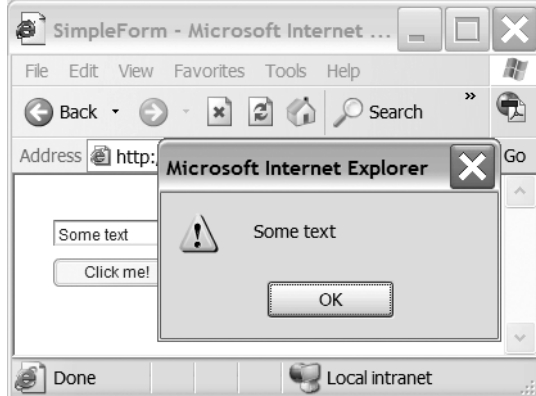 SimpleForm - Microsoft Internet ...
File Edit View Favorites Tools Help
Back Search »
Address http: Go
Microsoft Internet Explorer
Some text
Some text
Click me!
OK
Done Local intranet